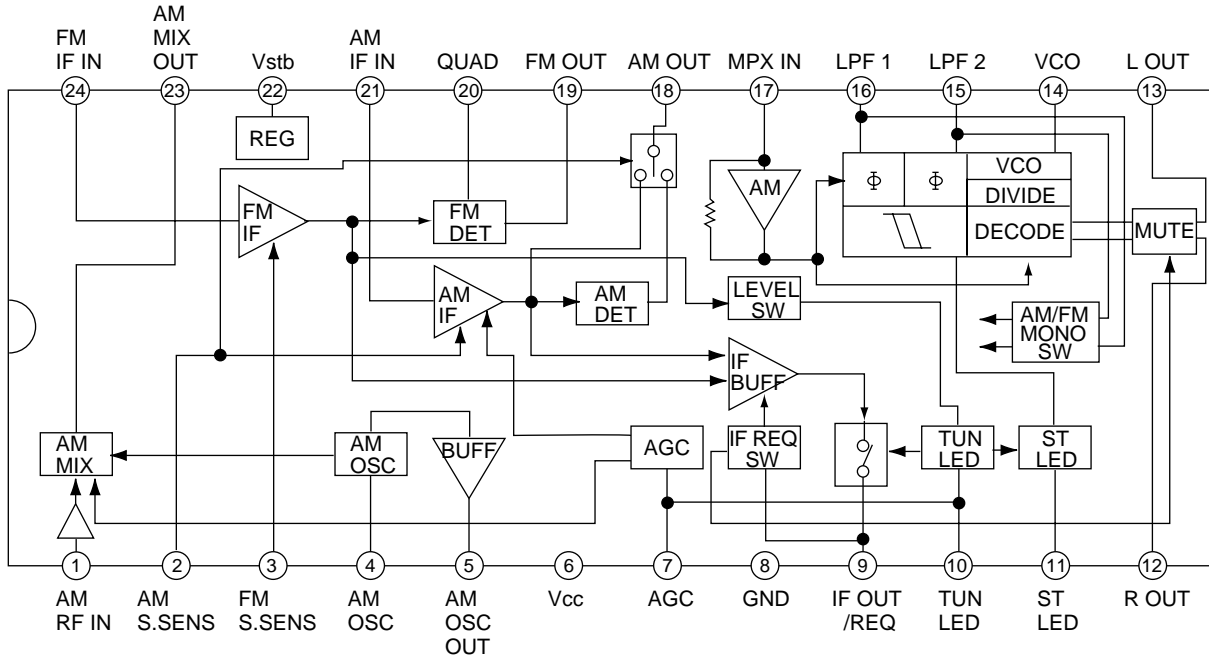 FM
IF IN
AM
MIX
OUT
Vstb
AM
IF IN
QUAD
FM OUT
AM OUT
MPX IN
LPF 1
LPF 2
VCO
L OUT
24
23
22
21
20
19
18
17
16
15
14
13
REG
FM
IF
FM
DET
AM
Φ
Φ
VCO
DIVIDE
DECODE
MUTE
AM
IF
AM
DET
LEVEL
SW
AM/FM
MONO
SW
IF
BUFF
AM
MIX
AM
OSC
BUFF
AGC
IF REQ
SW
TUN
LED
ST
LED
1
2
3
4
5
6
7
8
9
10
11
12
AM
RF IN
AM
S.SENS
FM
S.SENS
AM
OSC
AM
OSC
OUT
Vcc
AGC
GND
IF OUT
/REQ
TUN
LED
ST
LED
R OUT